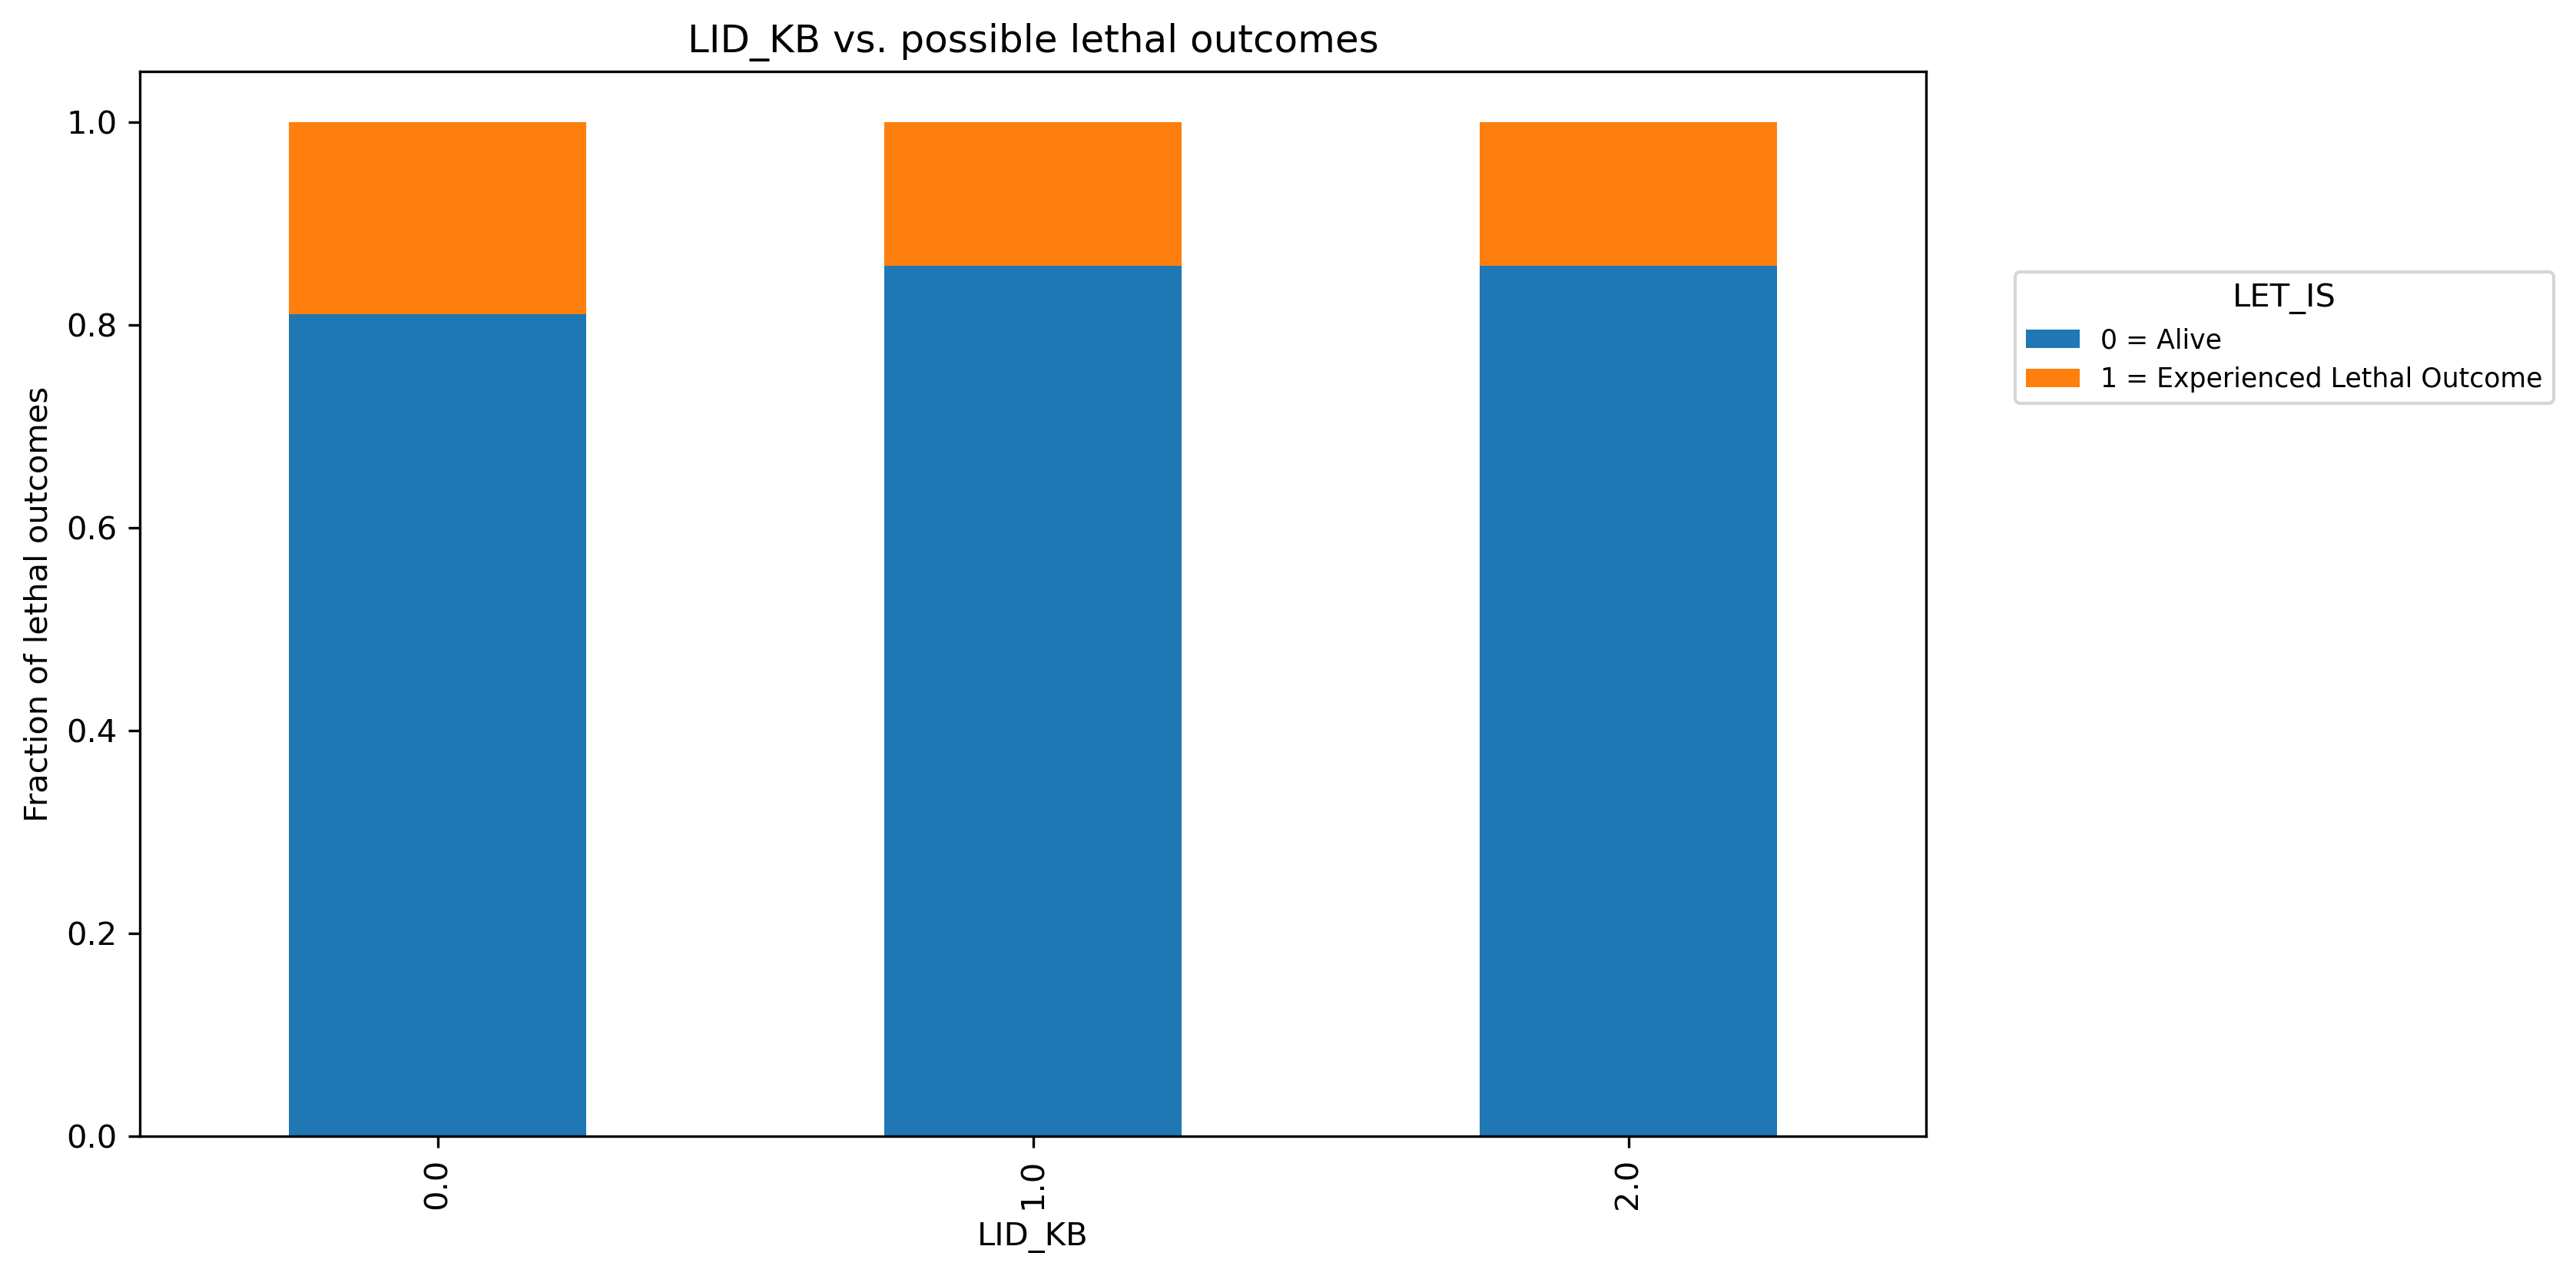 LID_KB vs. possible lethal outcomes
Fraction of lethal outcomes
1.0
0.8
0.6
0.4
0.2
0.0
0.0
1.0
2.0
LID_KB
LET_IS
0 = Alive
1 = Experienced Lethal Outcome